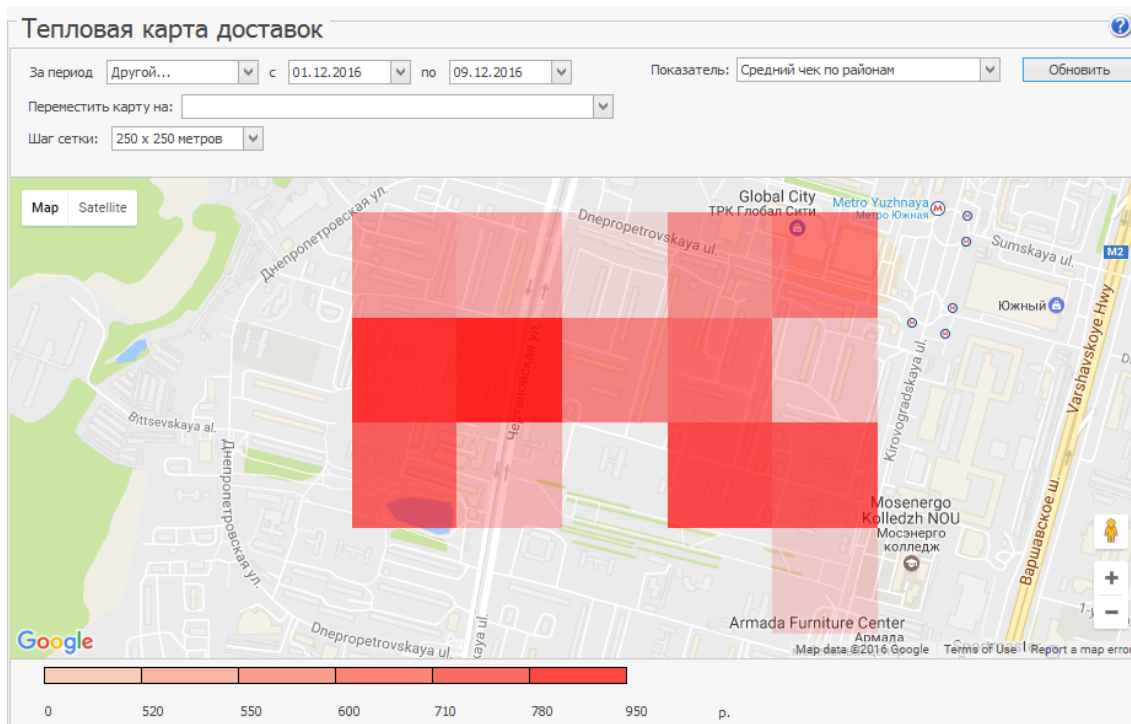 Тепловая карта доставок
За период Другой... с 01.12.2016 по 09.12.2016 Показатель: Средний чек по районам Обновить
Переместить карту на:
Шаг сетки: 250 x 250 метров
Map Satellite
Днепропетровская ул.
Dnepropetrovskaya ul.
Global City
ТРК Глобал Сити
Metro Yuzhnaya
Метро Южная
Sumskaya ul.
M2
Южный
Varshavskoye Hwy
Чертановская ул.
Kirovogradskaya ul.
Bittsevskaya al.
Днепропетровская ул.
Mosenergo
Kolledzh NOU
Мосэнерго
колледж
Варшавское ш.
Armada Furniture Center
Армада
Dnepropetrovskaya ul.
Google
Map data ©2016 Google Terms of Use Report a map error
0 520 550 600 710 780 950 р.